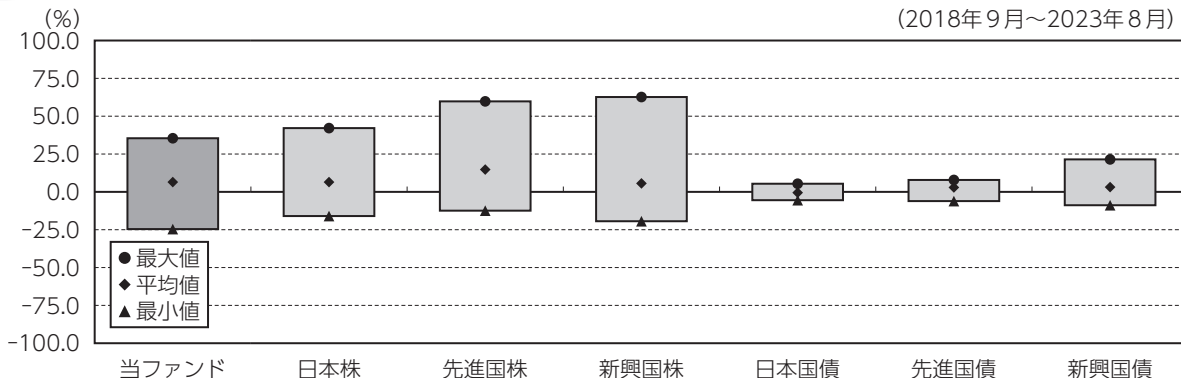 (%)
(2018年9月～2023年8月)
100.0
75.0
50.0
25.0
0.0
-25.0
-50.0
-75.0
-100.0
●最大値
◆平均値
▲最小値
当ファンド 日本株 先進国株 新興国株 日本国債 先進国債 新興国債